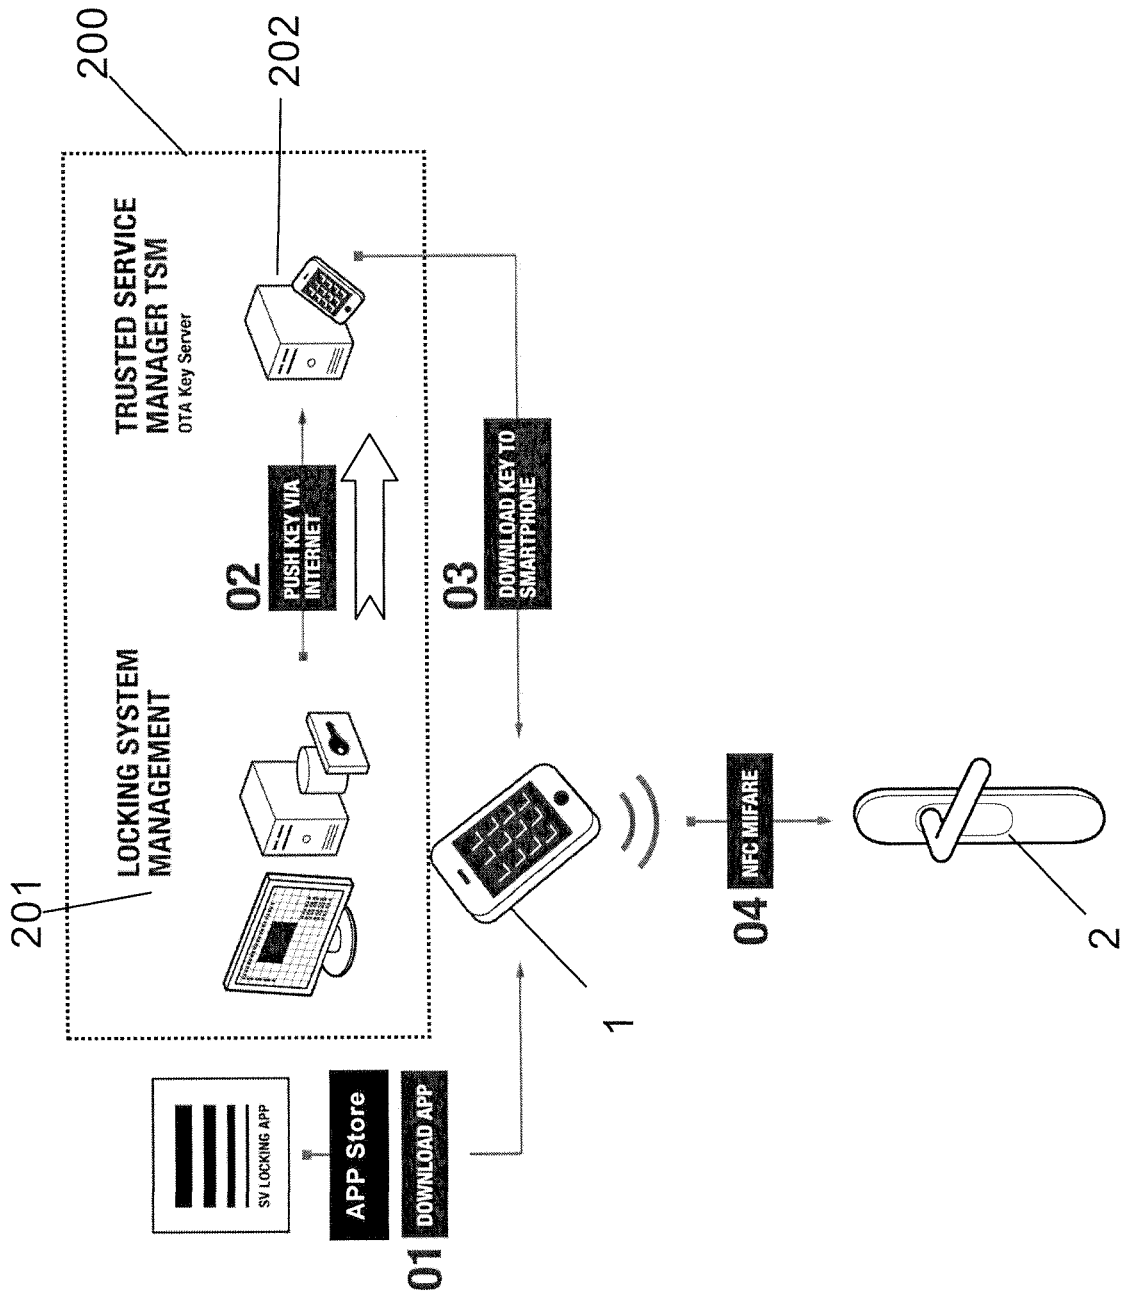 200
202
201
TRUSTED SERVICE
MANAGER TSM
OTA Key Server
LOCKING SYSTEM
MANAGEMENT
02
PUSH KEY VIA
INTERNET
03
DOWNLOAD KEY TO
SMARTPHONE
SV LOCKING APP
APP Store
01
DOWNLOAD APP
1
04
NFC MIFARE
2